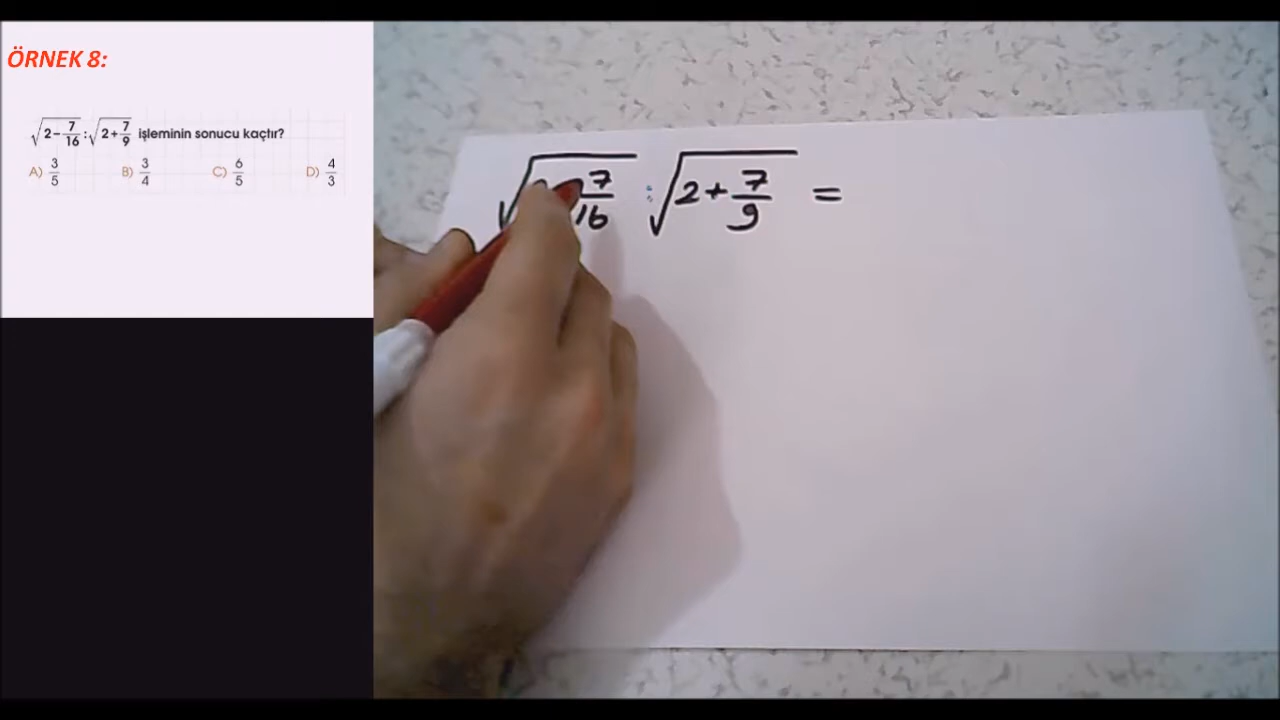 ÖRNEK 8:
√2-7/16 : √2+7/9 işleminin sonucu kaçtır?
A) 3/5 B) 3/4 C) 6/5 D) 4/3
7/16 : √2+7/9 =